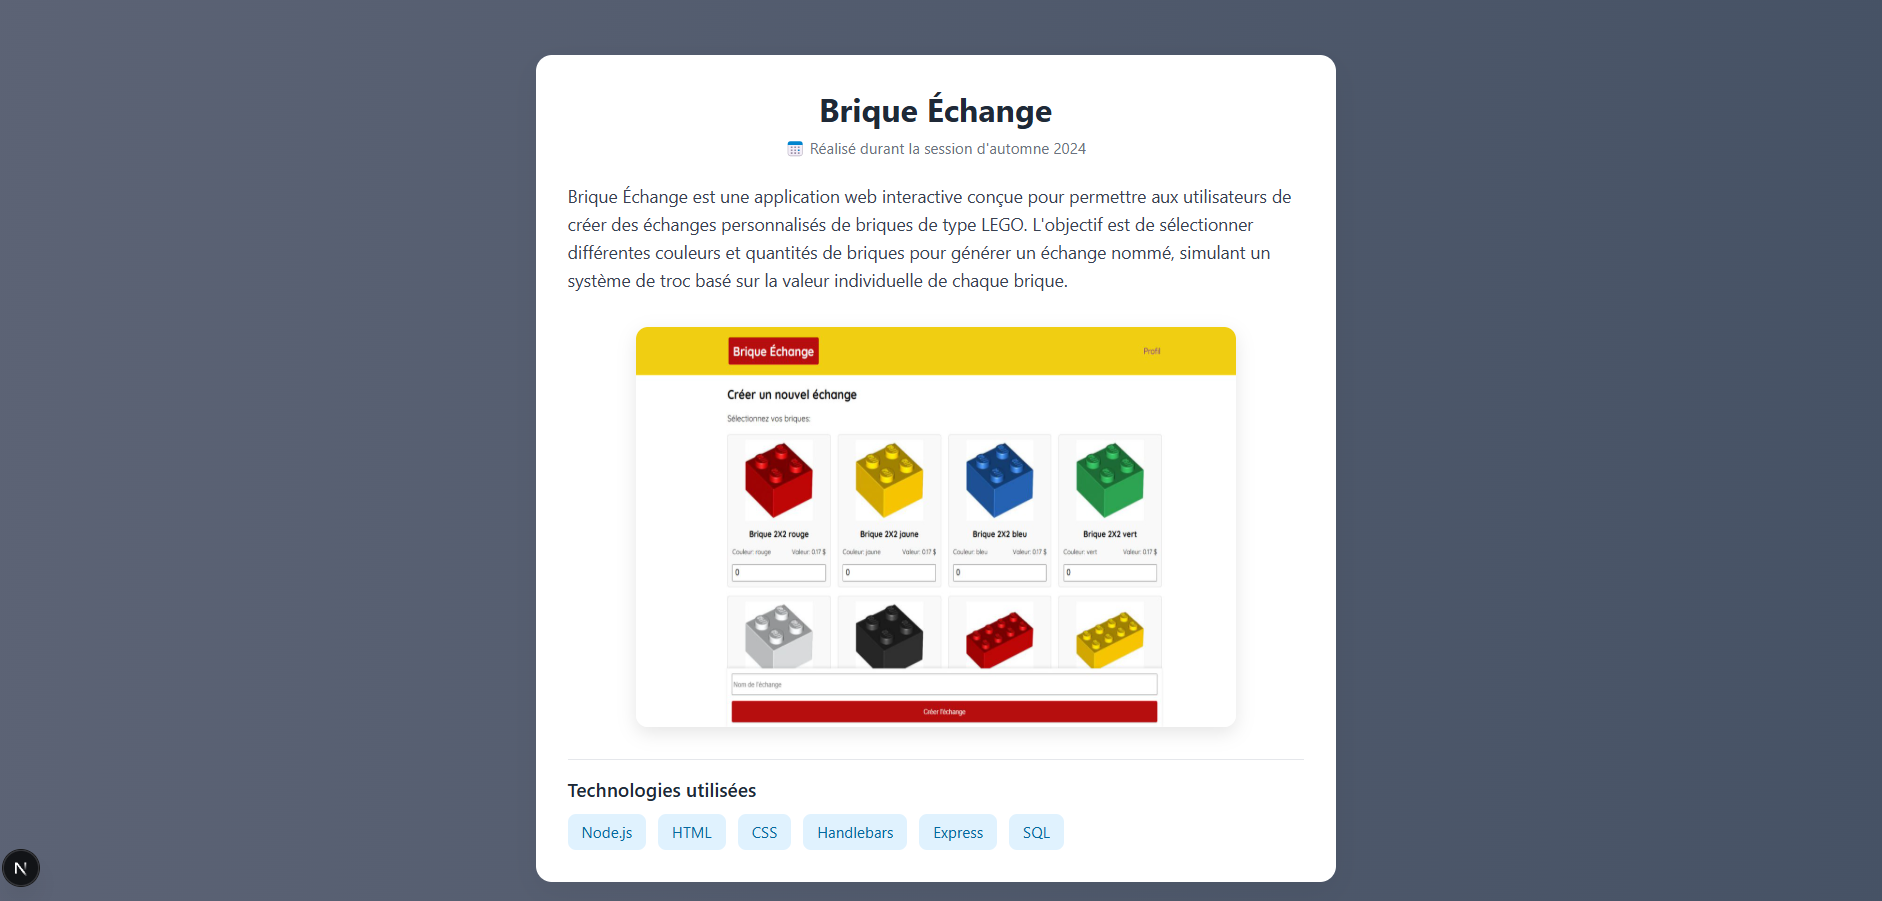 Brique Échange
Réalisé durant la session d'automne 2024
Brique Échange est une application web interactive conçue pour permettre aux utilisateurs de
créer des échanges personnalisés de briques de type LEGO. L'objectif est de sélectionner
différentes couleurs et quantités de briques pour générer un échange nommé, simulant un
système de troc basé sur la valeur individuelle de chaque brique.
Brique Échange Profil
Créer un nouvel échange
Sélectionnez vos briques:
Brique 2X2 rouge Brique 2X2 jaune Brique 2X2 bleu Brique 2X2 vert
Couleur: rouge Valeur: 0.17 $ Couleur: jaune Valeur: 0.17 $ Couleur: bleu Valeur: 0.17 $ Couleur: vert Valeur: 0.17 $
0 0 0 0
Nom de l'échange
Créer l'échange
Technologies utilisées
Node.js HTML CSS Handlebars Express SQL
N